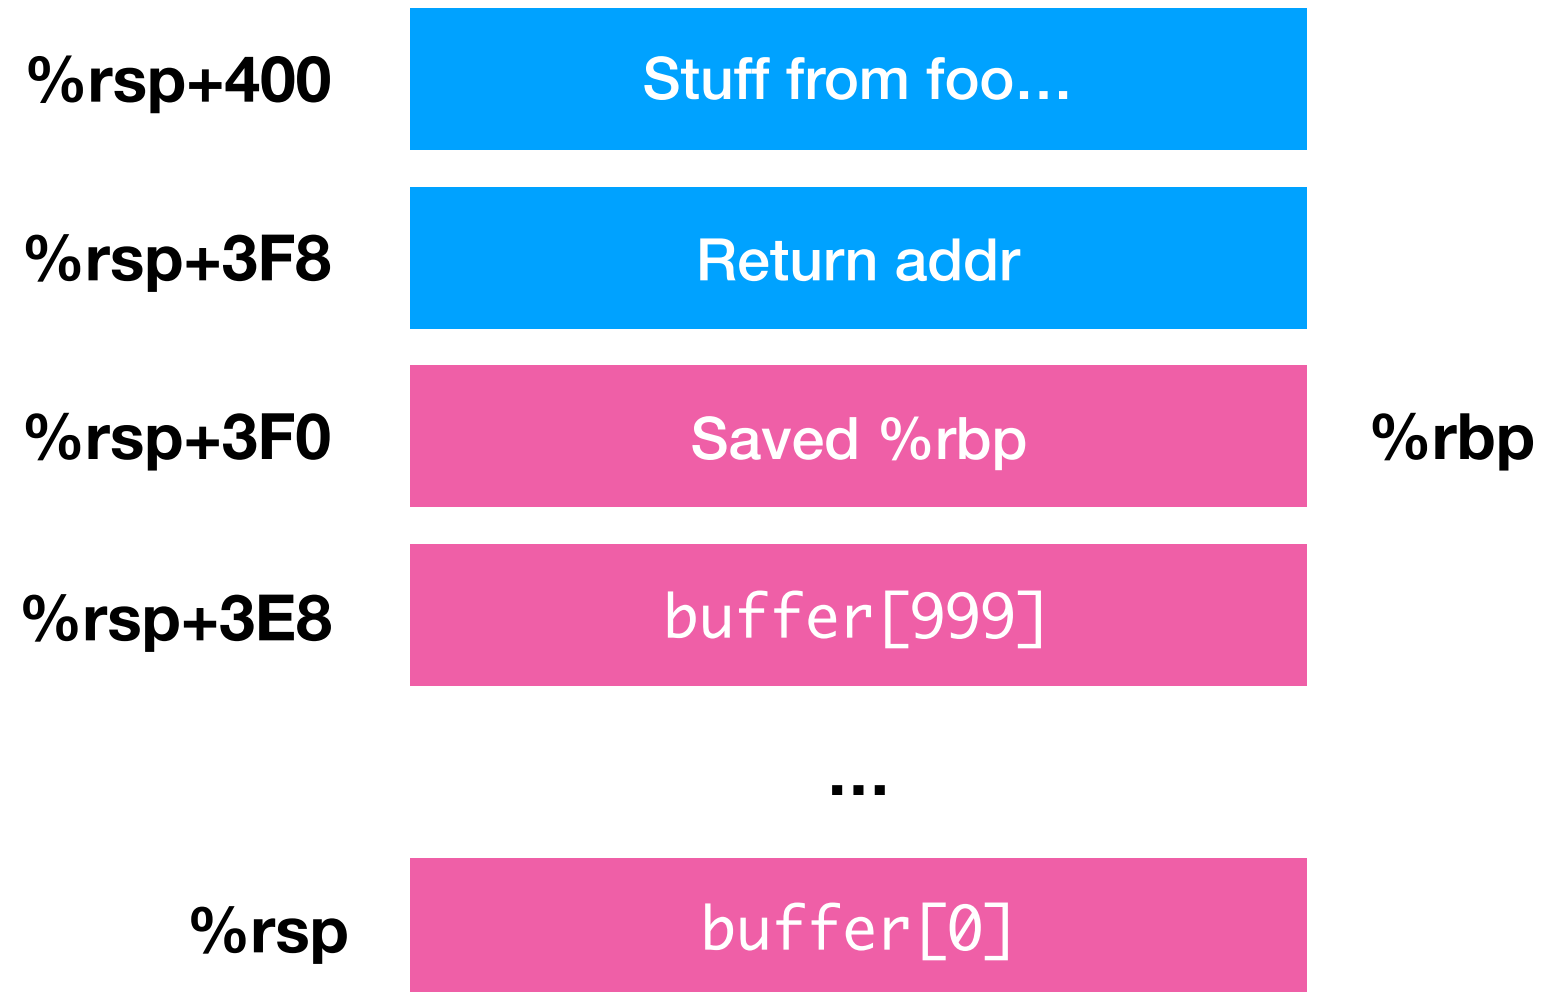 %rsp+400 Stuff from foo...
%rsp+3F8 Return addr
%rsp+3F0 Saved %rbp %rbp
%rsp+3E8 buffer[999]
...
%rsp buffer[0]